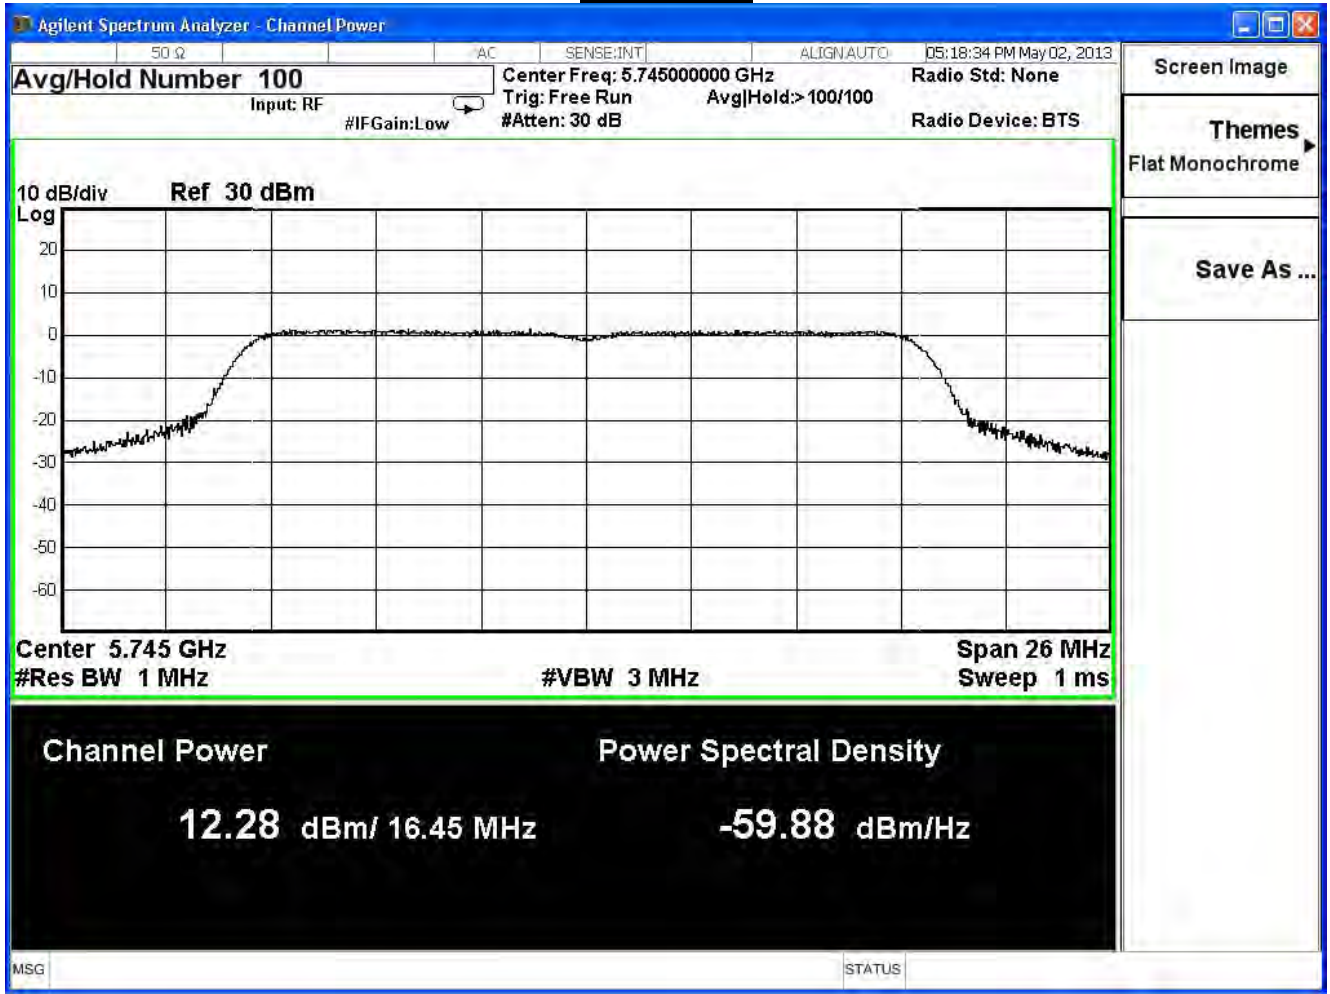 Agilent Spectrum Analyzer - Channel Power
50 Ω AC SENSE:INT ALIGN AUTO 05:18:34 PM May 02, 2013
Avg/Hold Number 100
Input: RF
#IFGain:Low
Center Freq: 5.745000000 GHz
Trig: Free Run Avg|Hold:> 100/100
#Atten: 30 dB
Radio Std: None
Radio Device: BTS
10 dB/div Ref 30 dBm
Log
20
10
0
-10
-20
-30
-40
-50
-60
Center 5.745 GHz Span 26 MHz
#Res BW 1 MHz #VBW 3 MHz Sweep 1 ms
Channel Power Power Spectral Density
12.28 dBm/ 16.45 MHz -59.88 dBm/Hz
MSG STATUS
Screen Image
Themes
Flat Monochrome
Save As ...